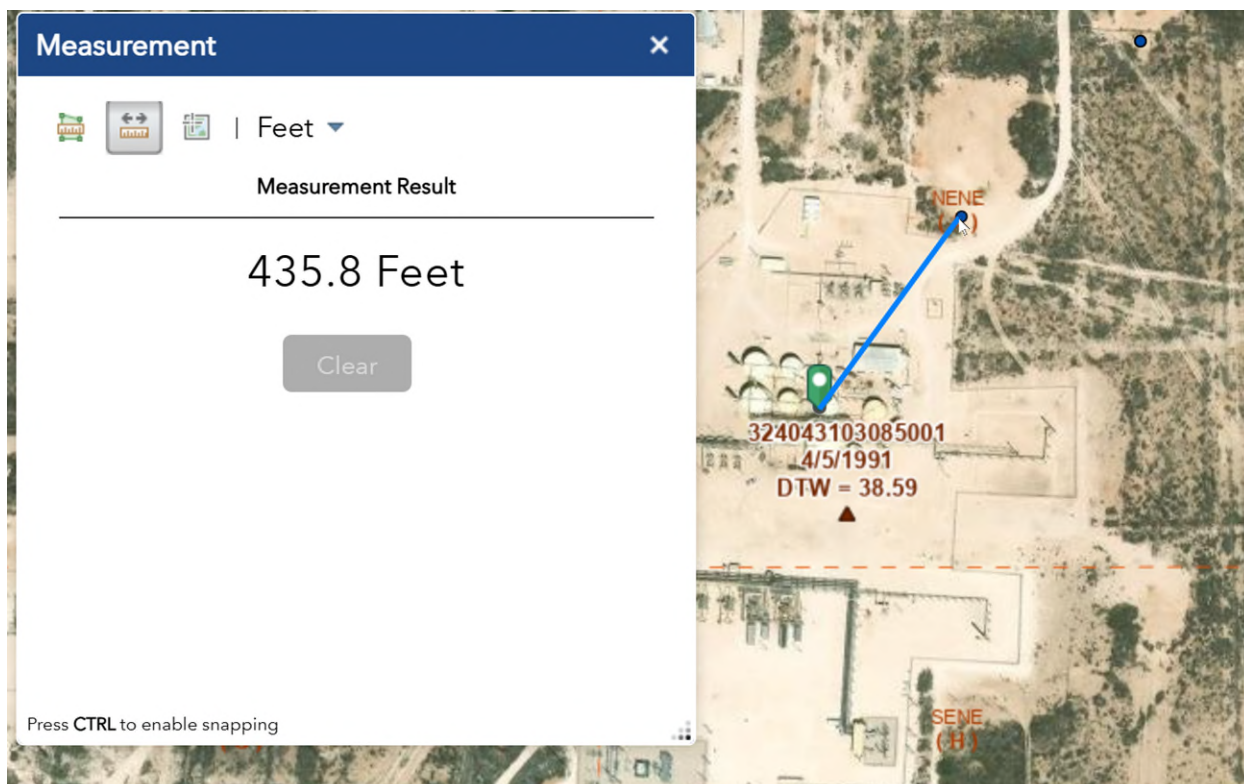 Measurement
Feet
Measurement Result
435.8 Feet
Clear
Press CTRL to enable snapping
NENE
324043103085001
4/5/1991
DTW = 38.59
SENE
( H )